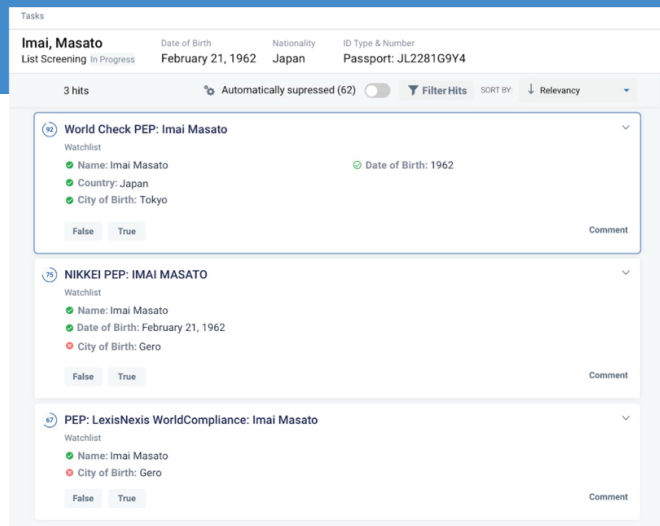 Tasks
Imai, Masato
List Screening In Progress
Date of Birth
February 21, 1962
Nationality
Japan
ID Type & Number
Passport: JL2281G9Y4
3 hits
Automatically supressed (62)
Filter Hits
SORT BY:
Relevancy
92
World Check PEP: Imai Masato
Watchlist
Name: Imai Masato
Date of Birth: 1962
Country: Japan
City of Birth: Tokyo
False
True
Comment
75
NIKKEI PEP: IMAI MASATO
Watchlist
Name: Imai Masato
Date of Birth: February 21, 1962
City of Birth: Gero
False
True
Comment
67
PEP: LexisNexis WorldCompliance: Imai Masato
Watchlist
Name: Imai Masato
City of Birth: Gero
False
True
Comment